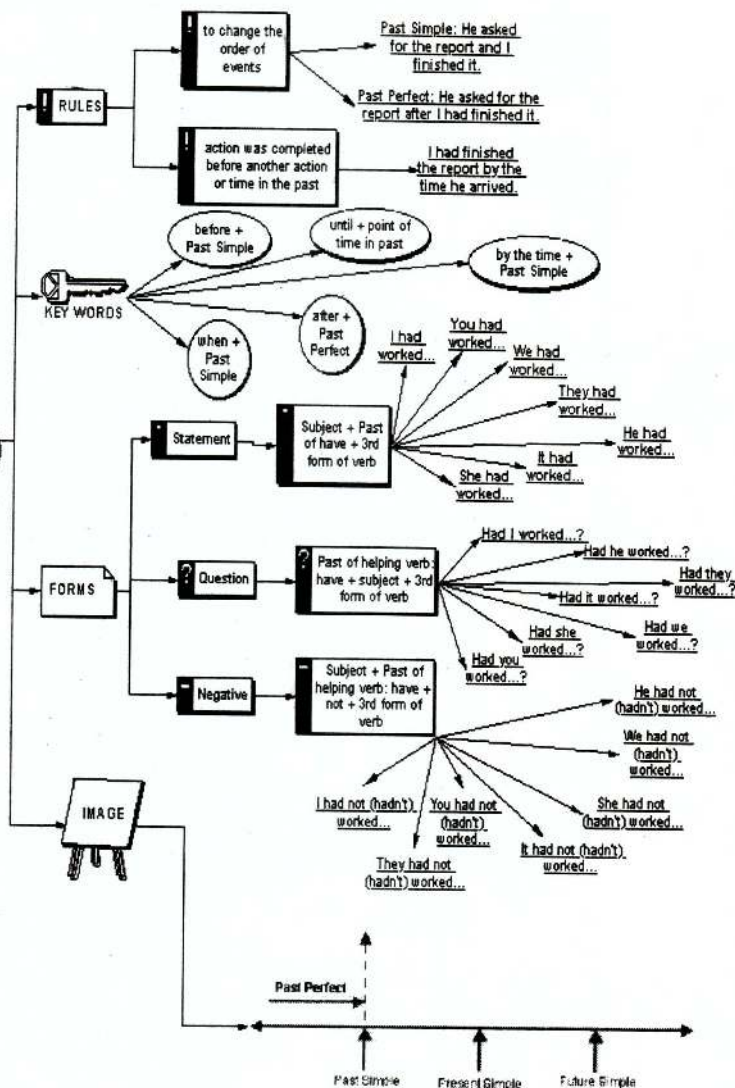 RULES
to change the
order of
events
Past Simple: He asked
for the report and I
finished it.
Past Perfect: He asked for the
report after I had finished it.
action was completed
before another action
or time in the past
I had finished
the report by the
time he arrived.
KEY WORDS
before +
Past Simple
until + point of
time in past
by the time +
Past Simple
when +
Past
Simple
after +
Past
Perfect
FORMS
Statement
Subject + Past
of have + 3rd
form of verb
I had
worked...
You had
worked...
We had
worked...
They had
worked...
He had
worked...
It had
worked...
She had
worked...
Question
Past of helping verb:
have + subject + 3rd
form of verb
Had I worked...?
Had he worked...?
Had they
worked...?
Had it worked...?
Had we
worked...?
Had she
worked...?
Had you
worked...?
Negative
Subject + Past of
helping verb: have +
not + 3rd form of
verb
He had not
(hadn't) worked...
We had not
(hadn't)
worked...
She had not
(hadn't) worked...
It had not (hadn't)
worked...
You had not
(hadn't)
worked...
They had not
(hadn't) worked...
I had not (hadn't)
worked...
IMAGE
Past Perfect
Past Simple
Present Simple
Future Simple